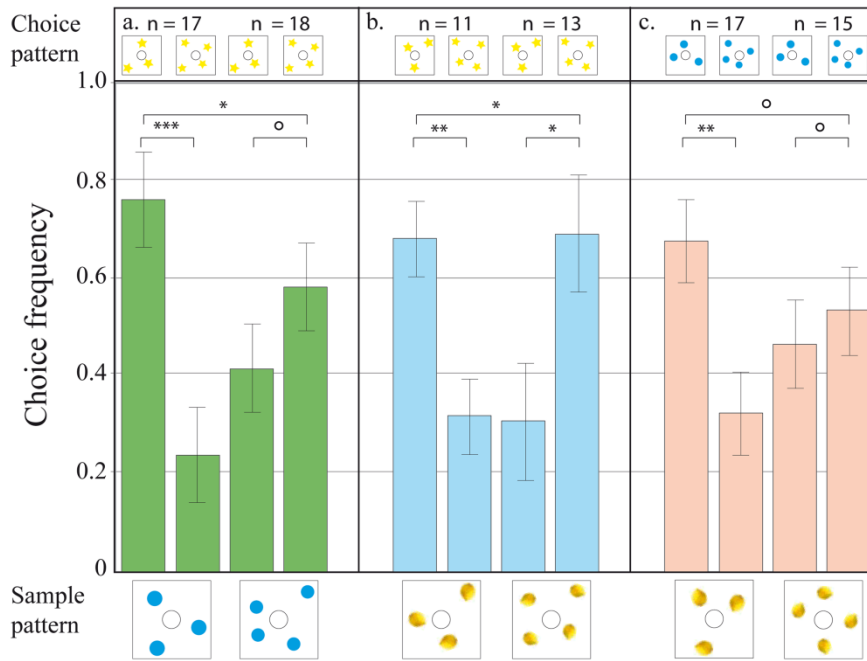 Choice pattern
a. n = 17 n = 18
b. n = 11 n = 13
c. n = 17 n = 15
1.0
0.8
0.6
0.4
0.2
0
Choice frequency
*
*** °
*
** *
°
** °
Sample pattern